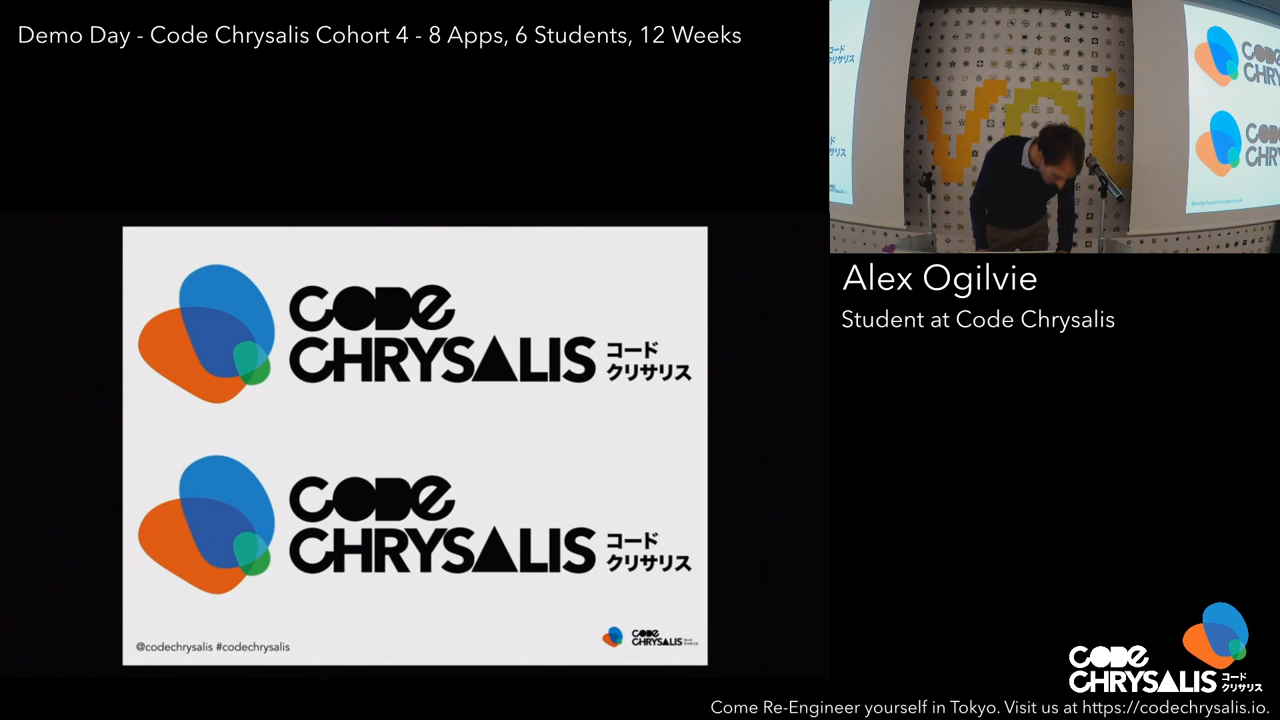 Demo Day - Code Chrysalis Cohort 4 - 8 Apps, 6 Students, 12 Weeks
CODE
CHRYSALIS
コード
クリサリス
CODE
CHRYSALIS
コード
クリサリス
@codechrysalis #codechrysalis
CODE
CHRYSALIS
Alex Ogilvie
Student at Code Chrysalis
CODE
CHRYSALIS
コード
クリサリス
Come Re-Engineer yourself in Tokyo. Visit us at https://codechrysalis.io.